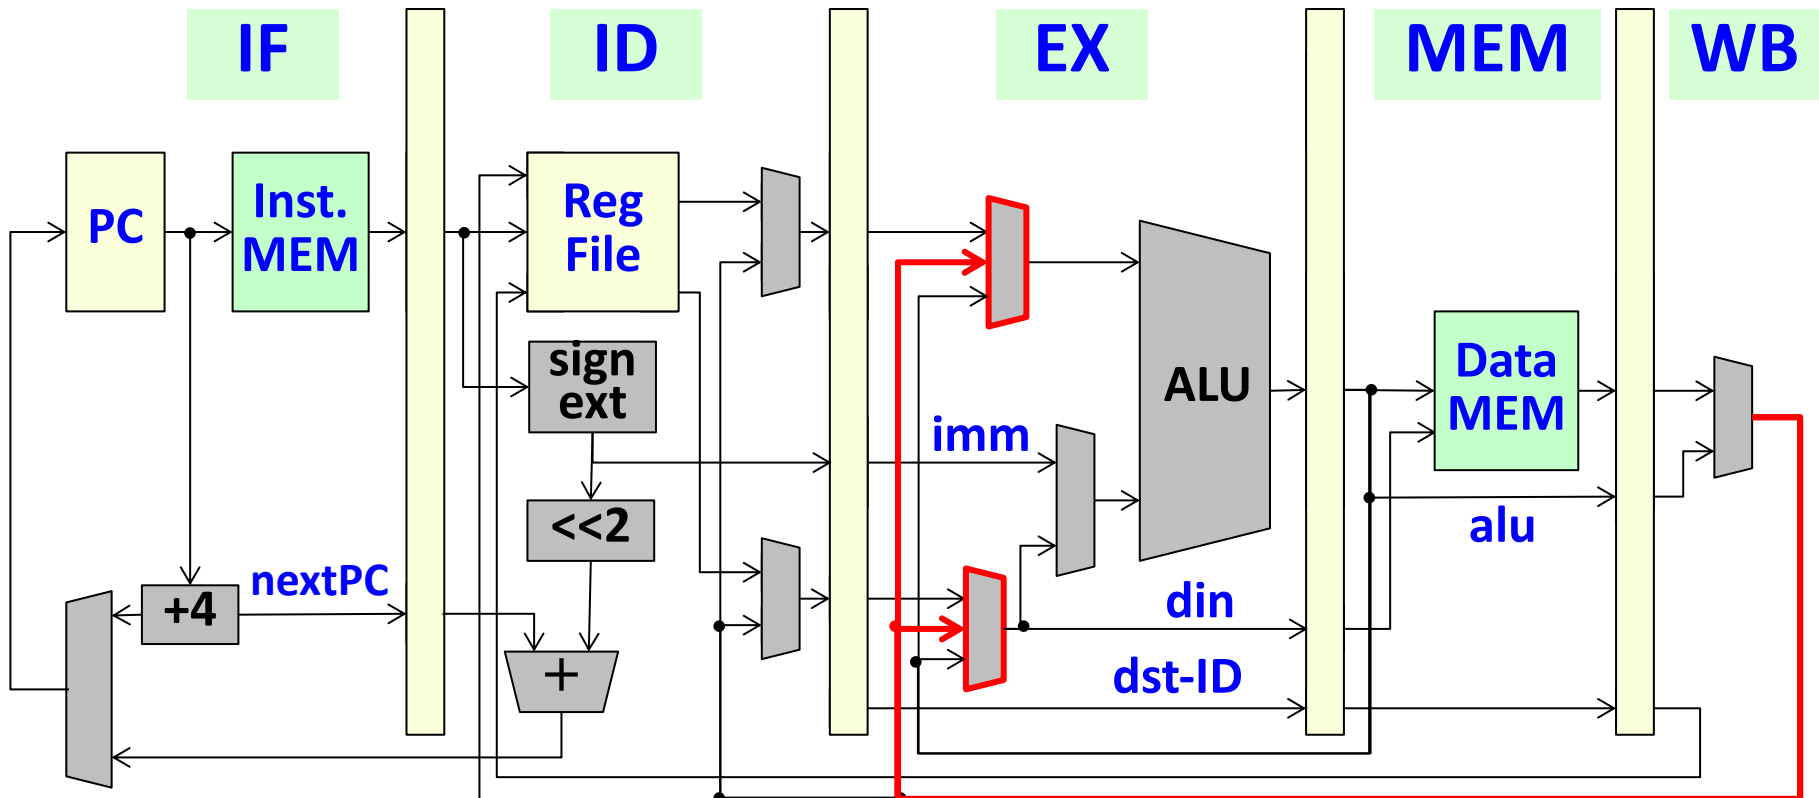 IF
ID
EX
MEM
WB
PC
Inst.
MEM
Reg
File
sign
ext
<<2
+4
nextPC
+
imm
ALU
din
dst-ID
Data
MEM
alu